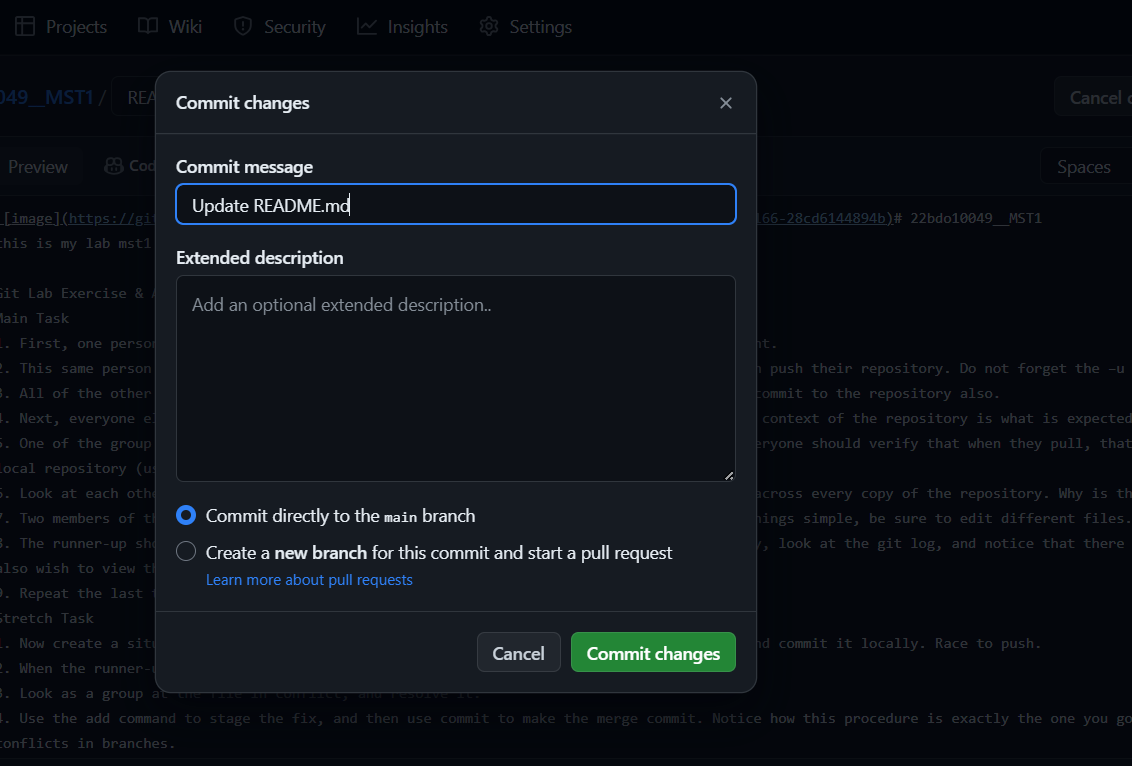 Projects Wiki Security Insights Settings
049__MST1 / REA
Cancel
Commit changes
Preview
Cod
Spaces
Commit message
Update README.md
[image](https://gi 166-28cd6144894b)# 22bdo10049__MST1
this is my lab mst1
Extended description
Add an optional extended description..
Git Lab Exercise &
Main Task
1. First, one person nt.
2. This same person push their repository. Do not forget the –u
3. All of the other commit to the repository also.
4. Next, everyone el context of the repository is what is expected
5. One of the group eryone should verify that when they pull, that
local repository (us
6. Look at each othe across every copy of the repository. Why is th
7. Two members of th hings simple, be sure to edit different files.
8. The runner-up sho y, look at the git log, and notice that there
also wish to view th
9. Repeat the last t
Commit directly to the main branch
Create a new branch for this commit and start a pull request
Learn more about pull requests
Stretch Task
1. Now create a situ nd commit it locally. Race to push.
2. When the runner-u
Cancel
Commit changes
3. Look as a group at the file in conflict, and resolve it.
4. Use the add command to stage the fix, and then use commit to make the merge commit. Notice how this procedure is exactly the one you go
conflicts in branches.